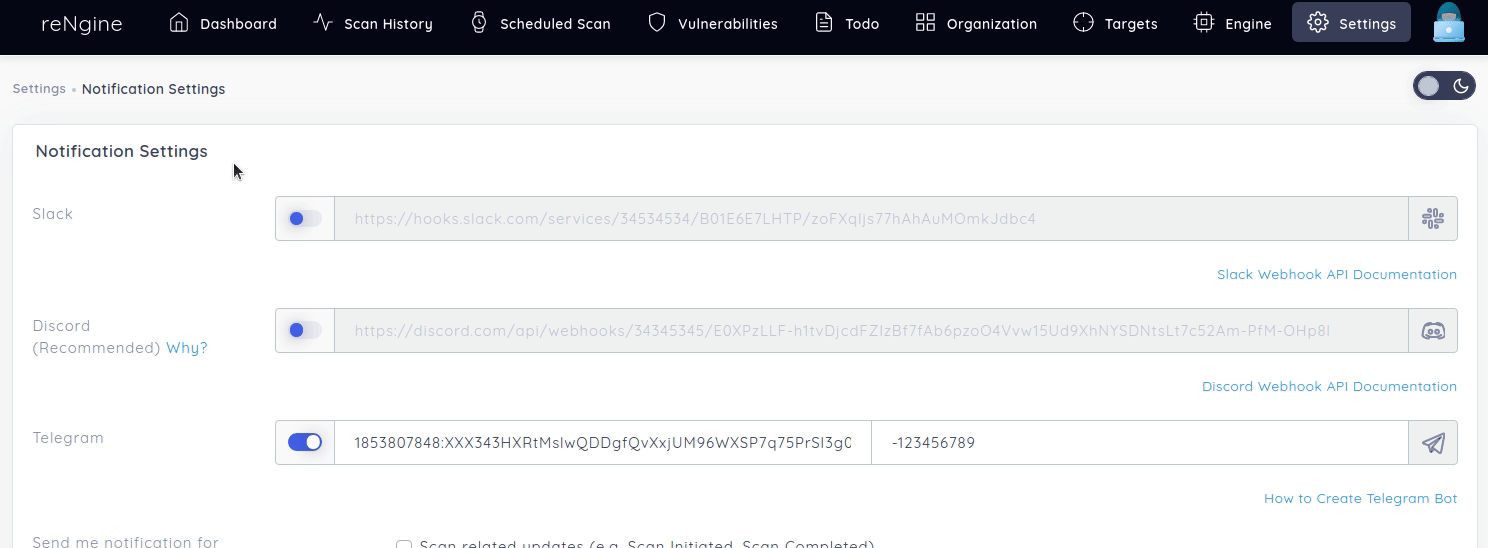 reNgine Dashboard Scan History Scheduled Scan Vulnerabilities Todo Organization Targets Engine Settings
Settings Notification Settings
Notification Settings
Slack https://hooks.slack.com/services/34534534/B01E6E7LHTP/zoFXqljs77hAhAuMOmkJdbc4
Slack Webhook API Documentation
Discord
(Recommended) Why?
https://discord.com/api/webhooks/34345345/E0XPzLLF-h1tvDjcdFZIzBf7fAb6pzoO4Vvw15Ud9XhNYSDNtsLt7c52Am-PfM-OHp8I
Discord Webhook API Documentation
Telegram 1853807848:XXX343HXRtMslwQDDgfQvXxjUM96WXSP7q75PrSI3g0 -123456789
How to Create Telegram Bot
Send me notification for Scan related updates (e.g. Scan Initiated, Scan Completed)